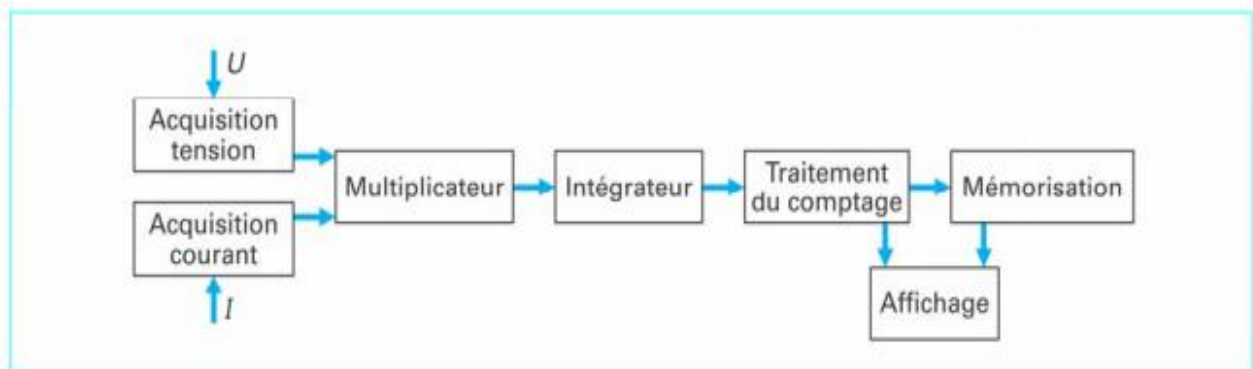 U
Acquisition
tension
Acquisition
courant
I
Multiplicateur
Intégrateur
Traitement
du comptage
Mémorisation
Affichage